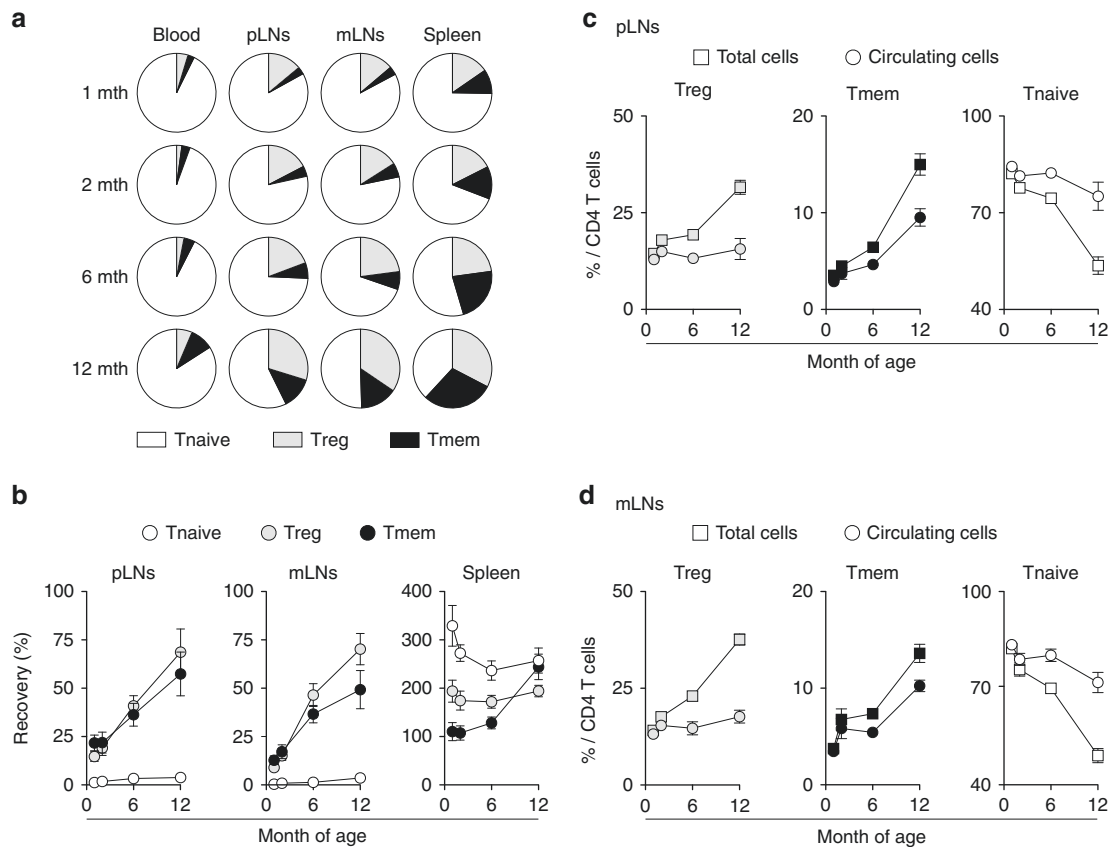 a
Blood pLNs mLNs Spleen
1 mth
2 mth
6 mth
12 mth
Tnaive Treg Tmem
b
Tnaive Treg Tmem
pLNs mLNs Spleen
Recovery (%)
100 100 400
75 75 300
50 50 200
25 25 100
0 0 0
0 6 12 0 6 12 0 6 12
Month of age
c pLNs
Total cells Circulating cells
Treg Tmem Tnaive
% / CD4 T cells
50 20 100
25 10 70
0 0 40
0 6 12 0 6 12 0 6 12
Month of age
d mLNs
Total cells Circulating cells
Treg Tmem Tnaive
% / CD4 T cells
50 20 100
25 10 70
0 0 40
0 6 12 0 6 12 0 6 12
Month of age